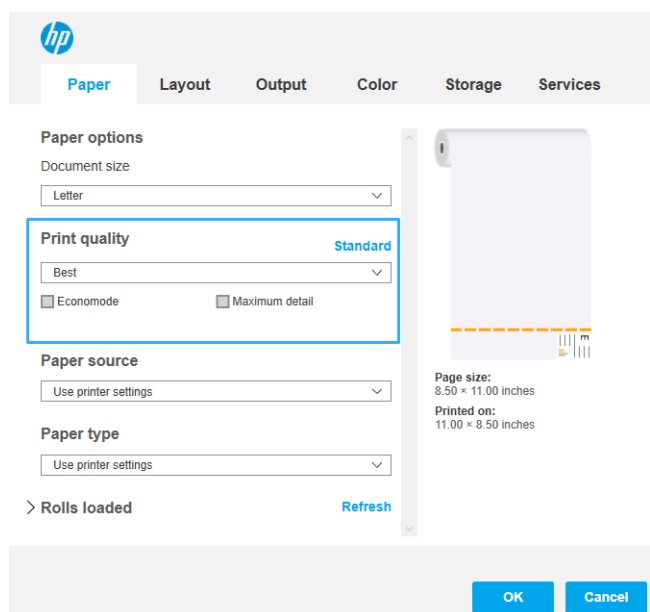 hp
Paper Layout Output Color Storage Services
Paper options
Document size
Letter
Print quality
Standard
Best
Economode Maximum detail
Paper source
Use printer settings
Paper type
Use printer settings
Rolls loaded
Refresh
Page size:
8.50 × 11.00 inches
Printed on:
11.00 × 8.50 inches
OK Cancel